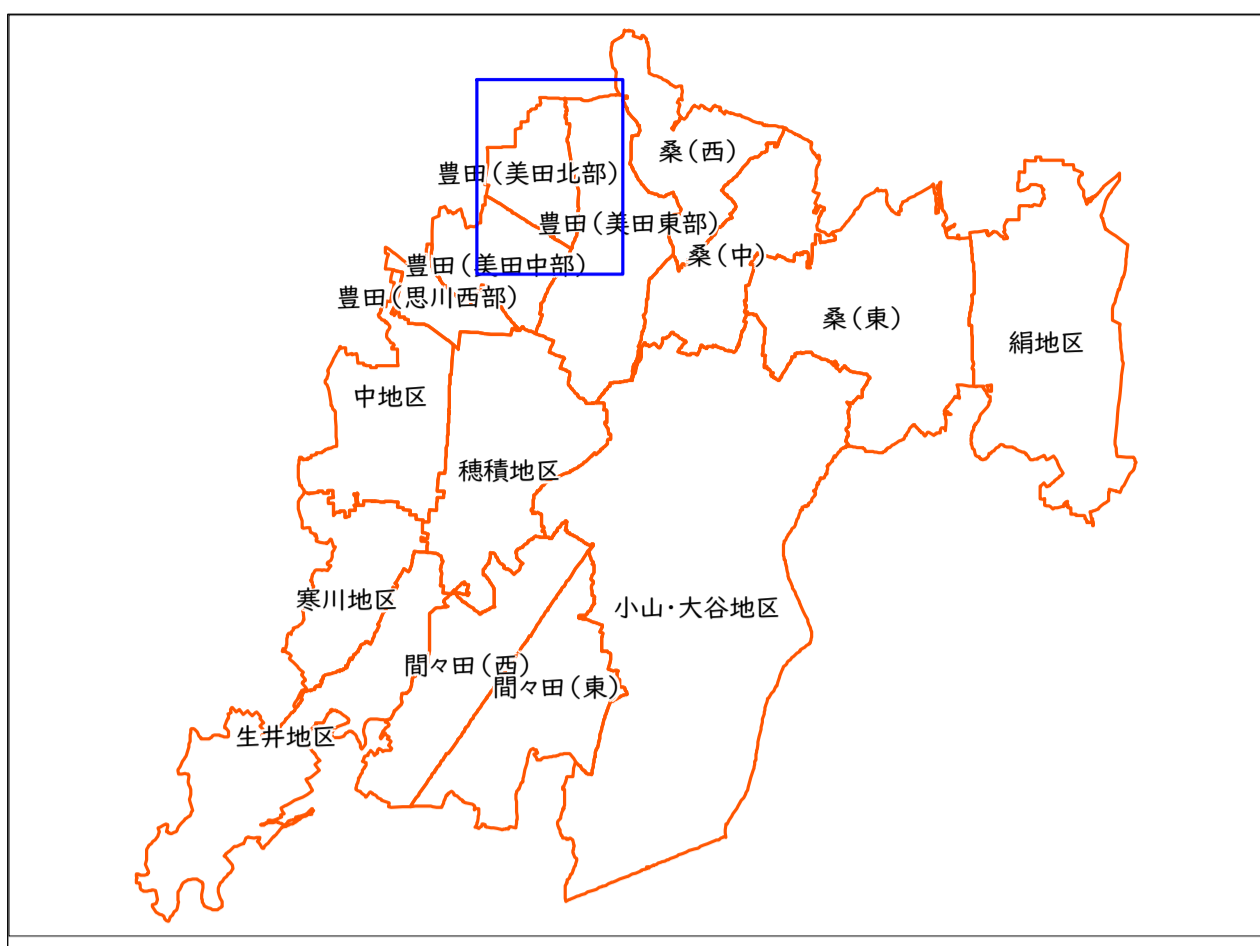 桑（西）
豊田（美田北部）
豊田（美田東部）
桑（中）
豊田（美田中部）
豊田（思川西部）
桑（東）
絹地区
中地区
穂積地区
寒川地区
小山・大谷地区
間々田（西）
間々田（東）
生井地区